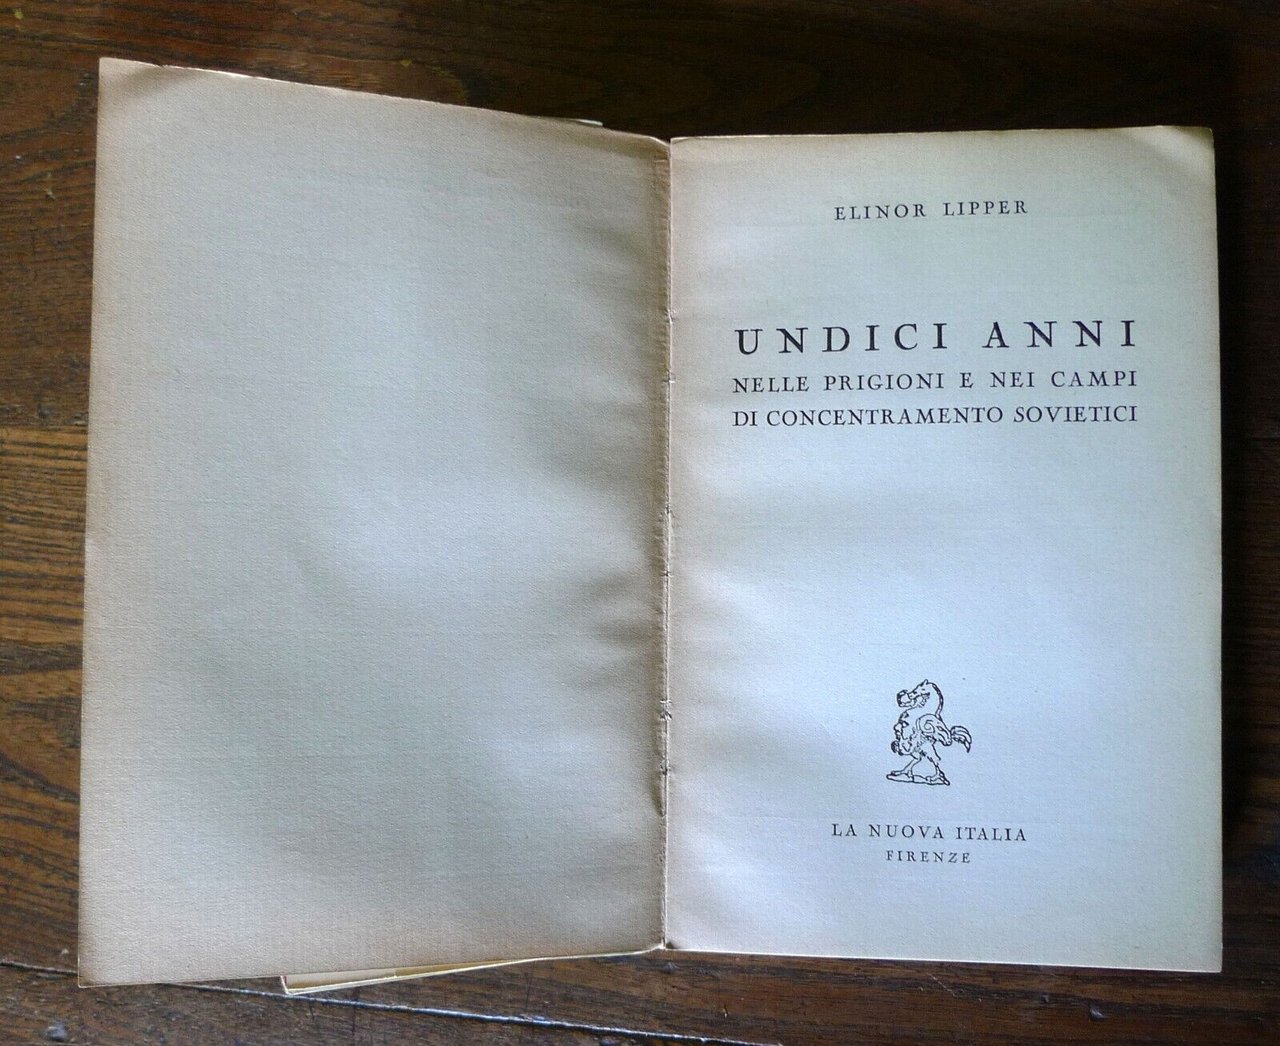 ELINOR LIPPER
UNDICI ANNI
NELLE PRIGIONI E NEI CAMPI
DI CONCENTRAMENTO SOVIETICI
LA NUOVA ITALIA
FIRENZE